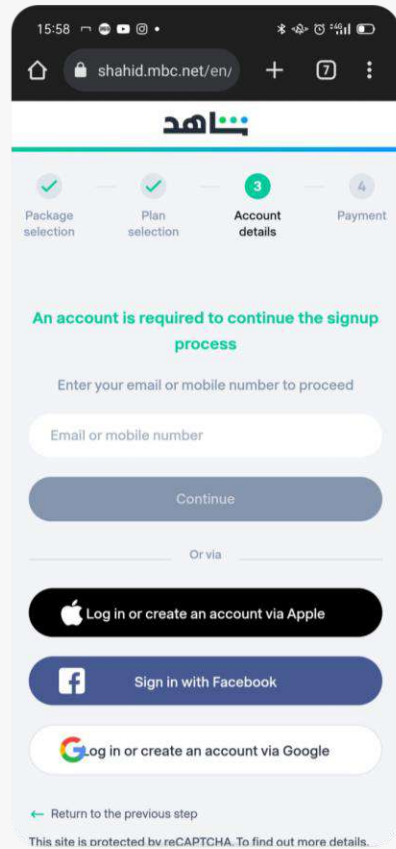 15:58
shahid.mbc.net/en/
7
شاهد
3
4
Package
selection
Plan
selection
Account
details
Payment
An account is required to continue the signup
process
Enter your email or mobile number to proceed
Email or mobile number
Continue
Or via
Log in or create an account via Apple
Sign in with Facebook
Log in or create an account via Google
← Return to the previous step
This site is protected by reCAPTCHA. To find out more details,